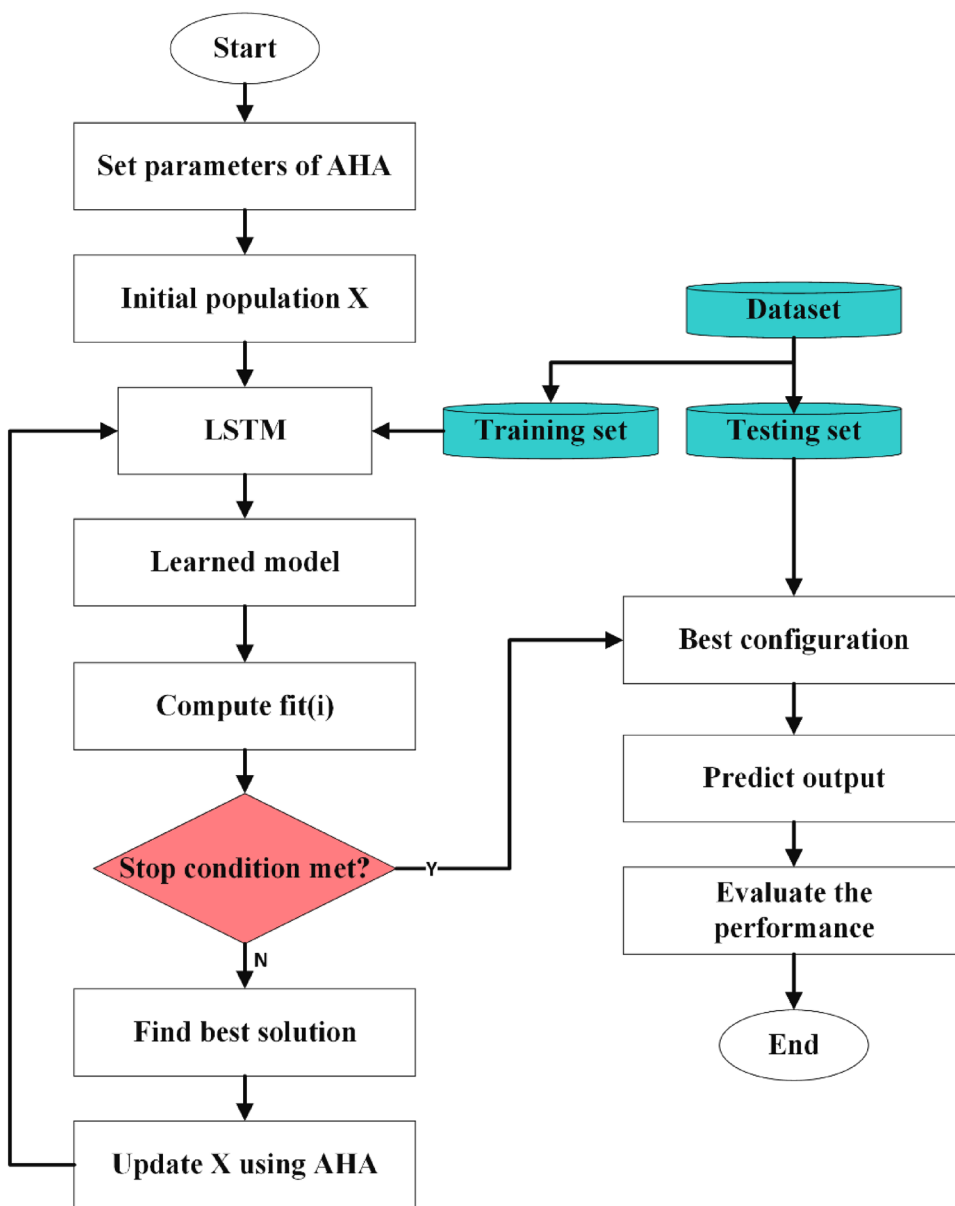 Start
Set parameters of AHA
Initial population X
Dataset
LSTM
Training set
Testing set
Learned model
Best configuration
Compute fit(i)
Predict output
Stop condition met?
Y
Evaluate the
performance
N
Find best solution
End
Update X using AHA